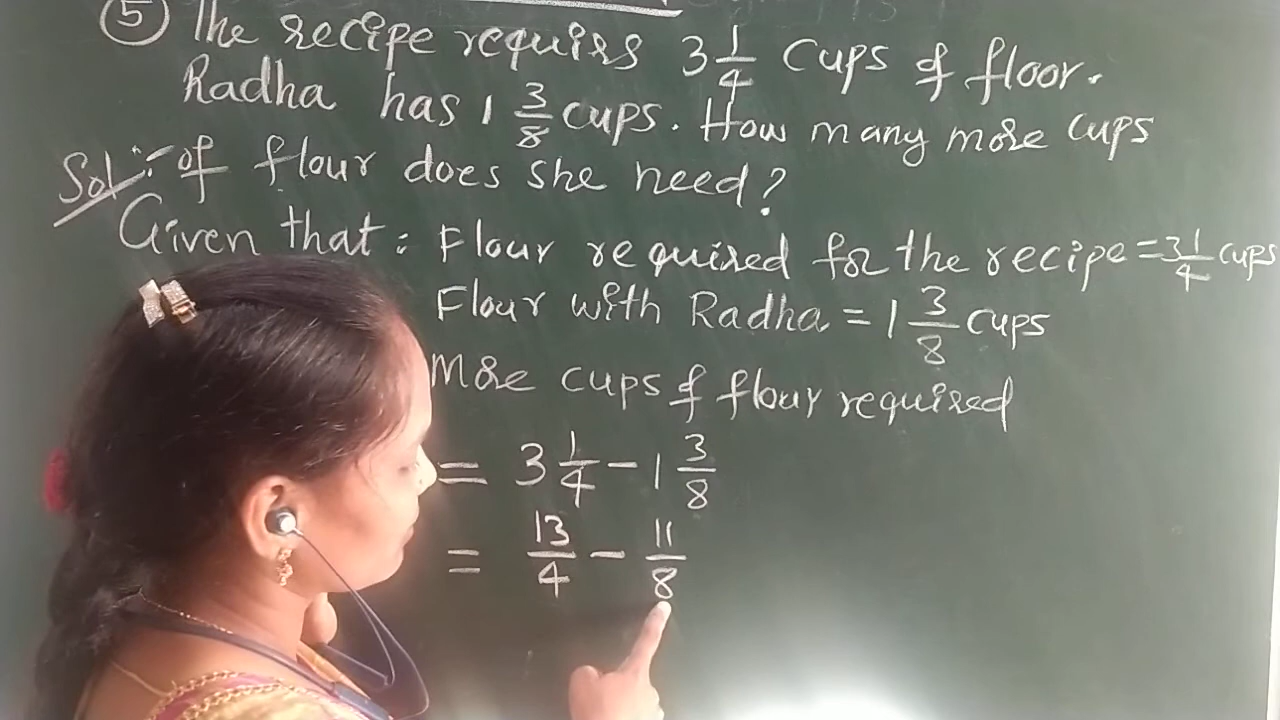 ⑤ The recipe requirs 3 1/4 cups of floor.
Radha has 1 3/8 cups. How many more cups
Sol:- of flour does she need?
Given that: Flour required for the recipe = 3 1/4 cups
Flour with Radha = 1 3/8 cups
More cups of flour required
= 3 1/4 - 1 3/8
= 13/4 - 11/8